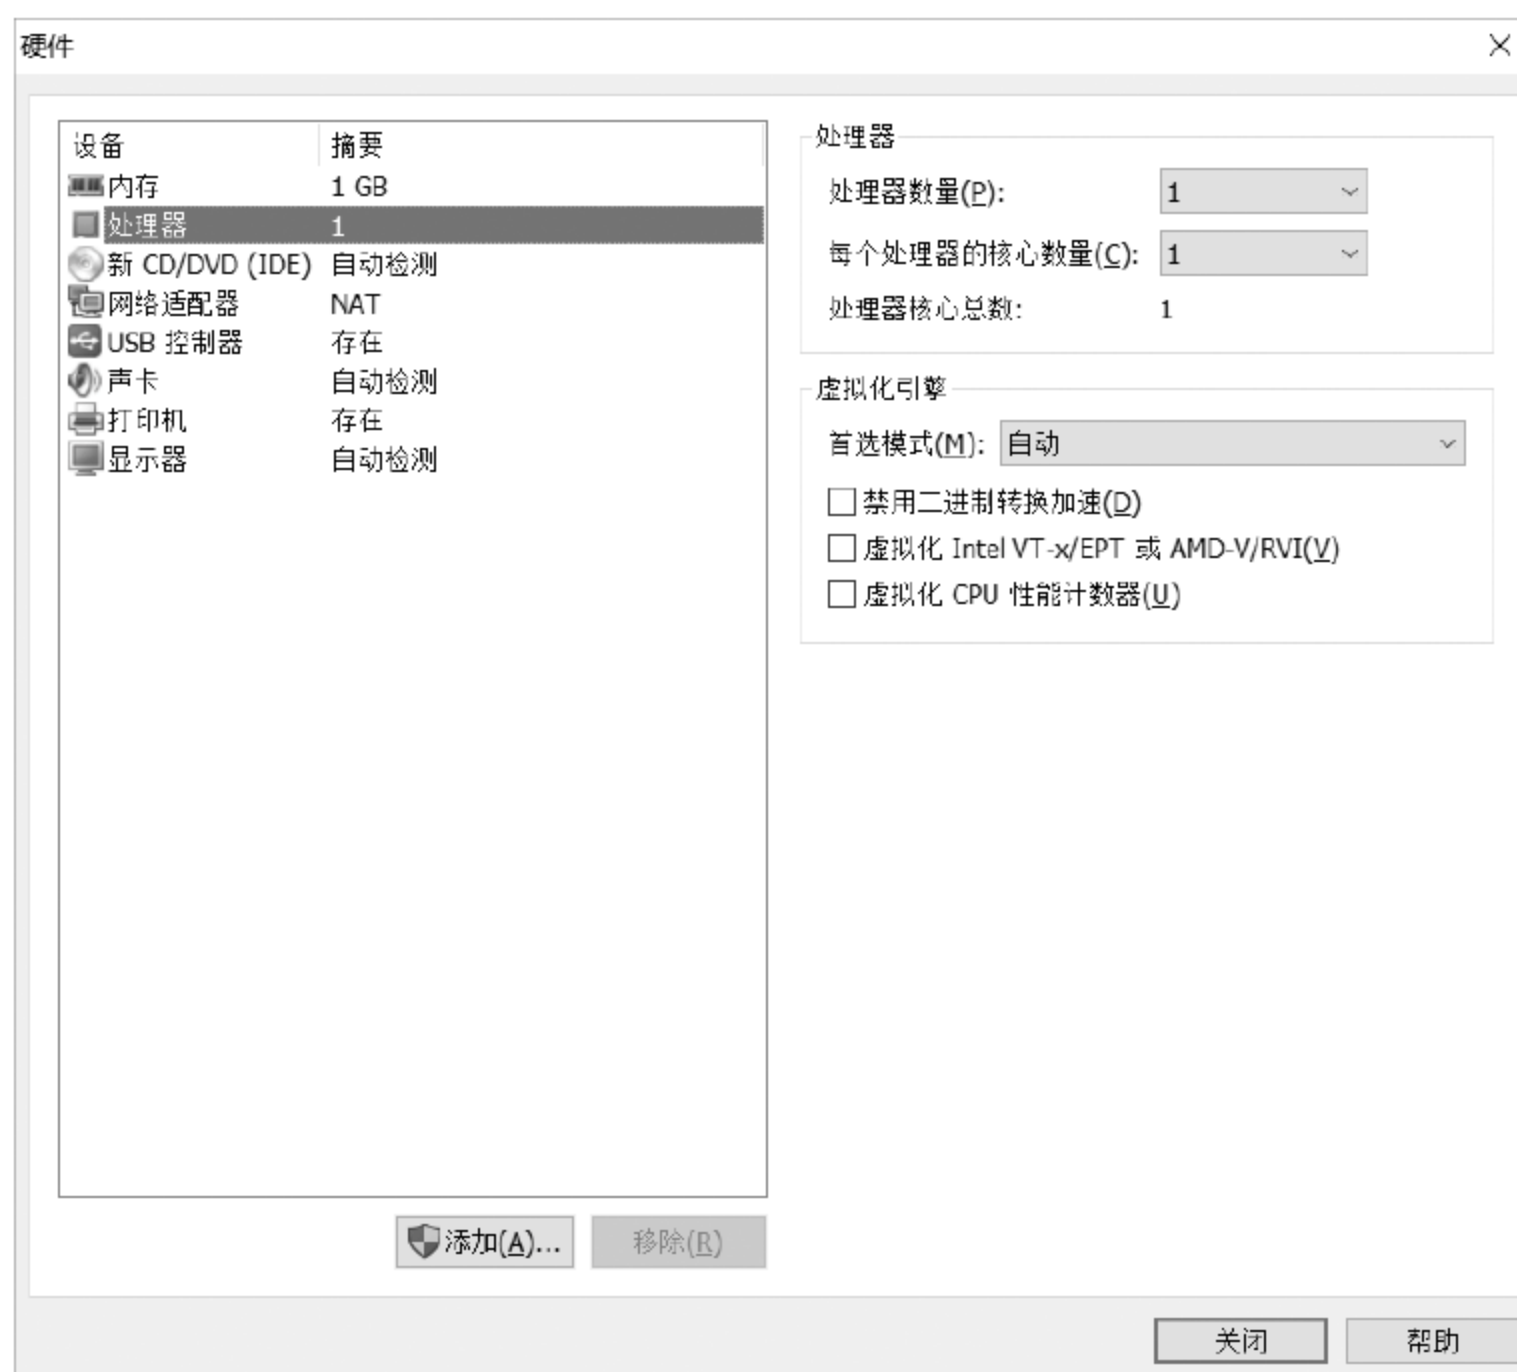 硬件
设备 摘要
内存 1 GB
处理器 1
新 CD/DVD (IDE) 自动检测
网络适配器 NAT
USB 控制器 存在
声卡 自动检测
打印机 存在
显示器 自动检测
添加(A)... 移除(R)
处理器
处理器数量(P): 1
每个处理器的核心数量(C): 1
处理器核心总数: 1
虚拟化引擎
首选模式(M): 自动
禁用二进制转换加速(D)
虚拟化 Intel VT-x/EPT 或 AMD-V/RVI(V)
虚拟化 CPU 性能计数器(U)
关闭 帮助